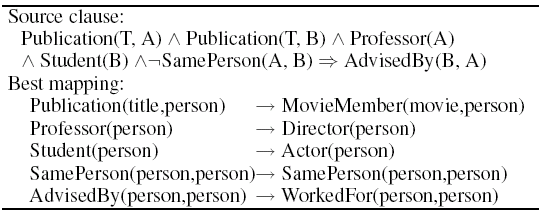 Source clause:
Publication(T, A) ∧ Publication(T, B) ∧ Professor(A)
∧ Student(B) ∧¬SamePerson(A, B) ⇒ AdvisedBy(B, A)
Best mapping:
Publication(title,person) → MovieMember(movie,person)
Professor(person) → Director(person)
Student(person) → Actor(person)
SamePerson(person,person)→ SamePerson(person,person)
AdvisedBy(person,person) → WorkedFor(person,person)